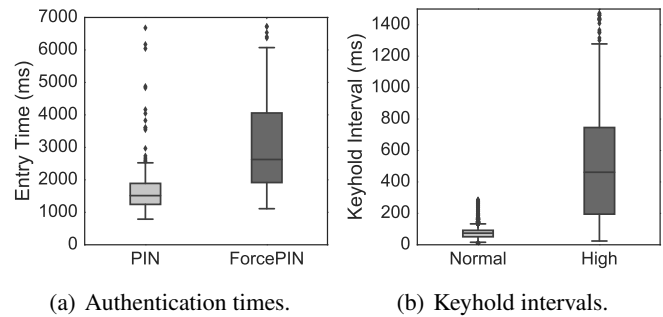 Entry Time (ms)
7000
6000
5000
4000
3000
2000
1000
0
PIN
ForcePIN
(a) Authentication times.
Keyhold Interval (ms)
1400
1200
1000
800
600
400
200
0
Normal
High
(b) Keyhold intervals.